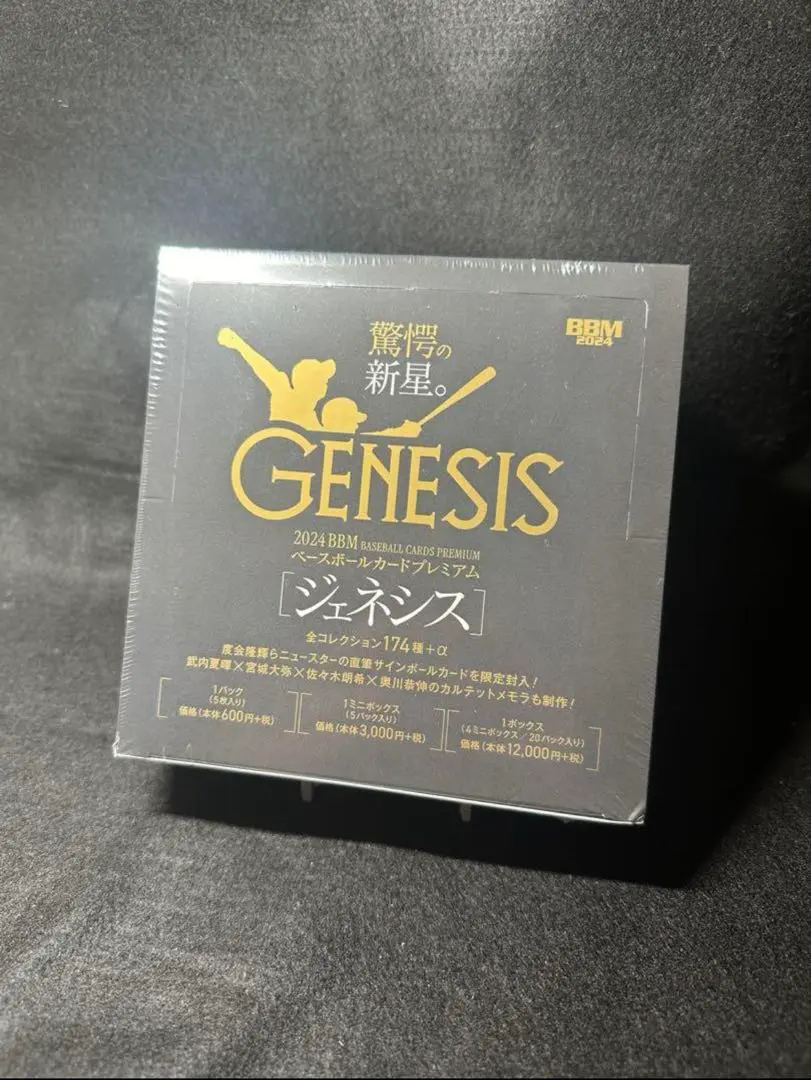 驚愕の
新星。
BBM
2024
GENESIS
2024 BBM BASEBALL CARDS PREMIUM
ベースボールカードプレミアム
[ジェネシス]
全コレクション174種+α
度会隆輝らニュースターの直筆サインボールカードを限定封入!
武内夏暉×宮城大弥×佐々木朗希×奥川恭伸のカルテットメモラも制作!
1パック
(5枚入り)
価格(本体600円+税)
1ミニボックス
(5パック入り)
価格(本体3,000円+税)
1ボックス
(4ミニボックス/20パック入り)
価格(本体12,000円+税)